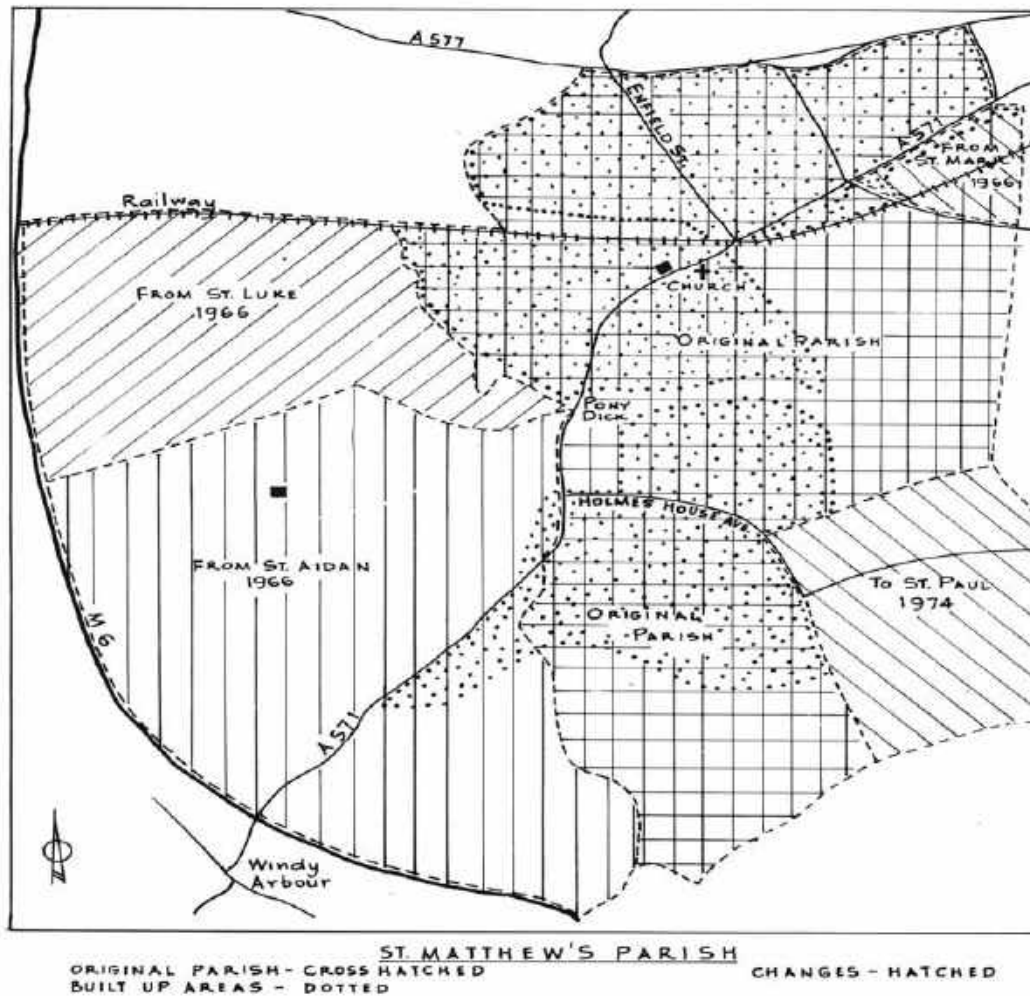 A577
ENFIELD ST.
A577
FROM
ST. MARK
1966
Railway
FROM ST. LUKE
1966
CHURCH
ORIGINAL PARISH
PONY
DICK
HOLMES HOUSE AVE.
FROM ST. AIDAN
1966
TO ST. PAUL
1974
ORIGINAL
PARISH
M6
A571
Windy
Arbour
ST. MATTHEW'S PARISH
ORIGINAL PARISH - CROSS HATCHED
CHANGES - HATCHED
BUILT UP AREAS - DOTTED